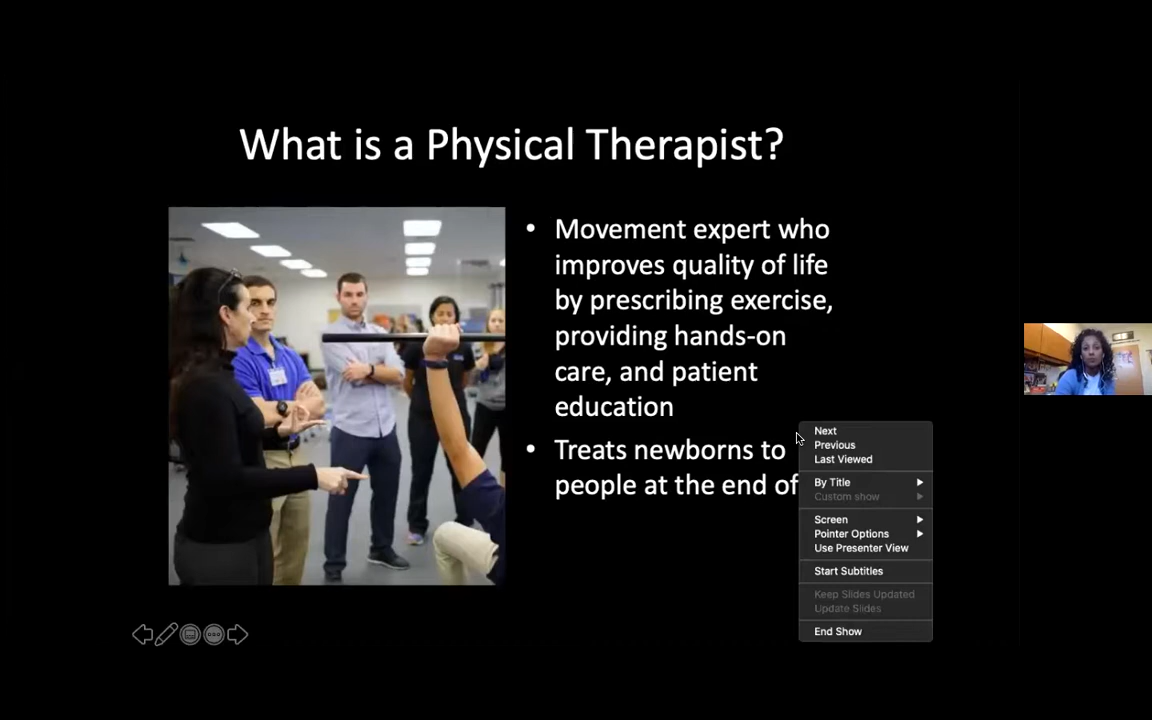 What is a Physical Therapist?
• Movement expert who
improves quality of life
by prescribing exercise,
providing hands-on
care, and patient
education
• Treats newborns to
people at the end of
Next
Previous
Last Viewed
By Title
Custom show
Screen
Pointer Options
Use Presenter View
Start Subtitles
Keep Slides Updated
Update Slides
End Show